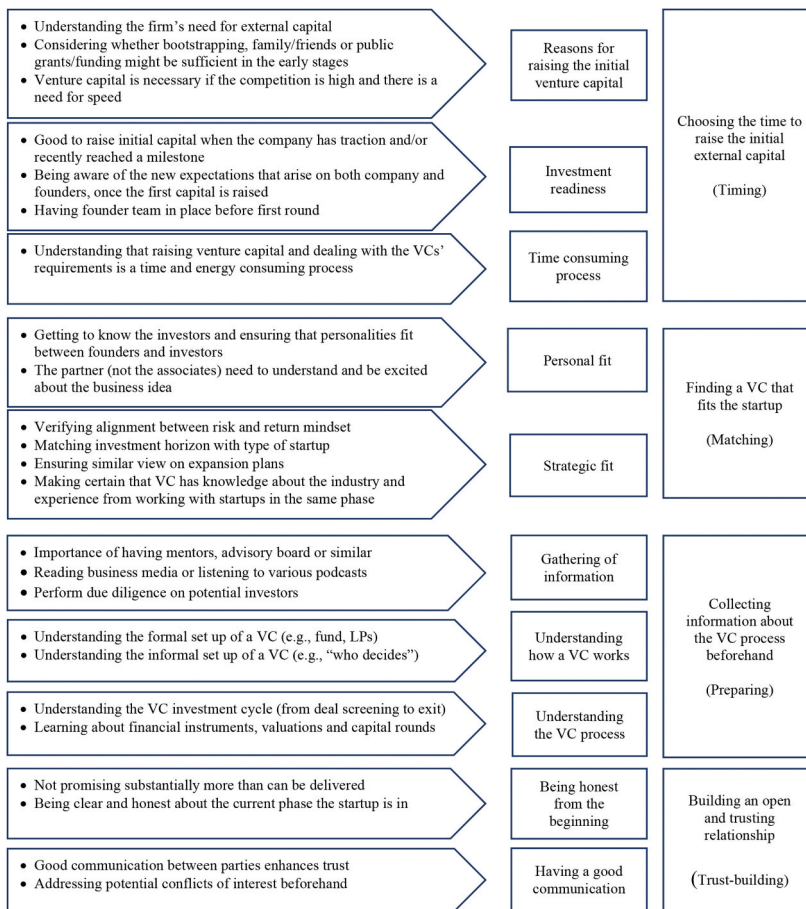 • Understanding the firm's need for external capital
• Considering whether bootstrapping, family/friends or public
grants/funding might be sufficient in the early stages
• Venture capital is necessary if the competition is high and there is a
need for speed
Reasons for
raising the initial
venture capital
• Good to raise initial capital when the company has traction and/or
recently reached a milestone
• Being aware of the new expectations that arise on both company and
founders, once the first capital is raised
• Having founder team in place before first round
Investment
readiness
• Understanding that raising venture capital and dealing with the VCs'
requirements is a time and energy consuming process
Time consuming
process
Choosing the time to
raise the initial
external capital
(Timing)
• Getting to know the investors and ensuring that personalities fit
between founders and investors
• The partner (not the associates) need to understand and be excited
about the business idea
Personal fit
• Verifying alignment between risk and return mindset
• Matching investment horizon with type of startup
• Ensuring similar view on expansion plans
• Making certain that VC has knowledge about the industry and
experience from working with startups in the same phase
Strategic fit
Finding a VC that
fits the startup
(Matching)
• Importance of having mentors, advisory board or similar
• Reading business media or listening to various podcasts
• Perform due diligence on potential investors
Gathering of
information
• Understanding the formal set up of a VC (e.g., fund, LPs)
• Understanding the informal set up of a VC (e.g., “who decides”)
Understanding
how a VC works
• Understanding the VC investment cycle (from deal screening to exit)
• Learning about financial instruments, valuations and capital rounds
Understanding
the VC process
Collecting
information about
the VC process
beforehand
(Preparing)
• Not promising substantially more than can be delivered
• Being clear and honest about the current phase the startup is in
Being honest
from the
beginning
• Good communication between parties enhances trust
• Addressing potential conflicts of interest beforehand
Having a good
communication
Building an open
and trusting
relationship
(Trust-building)